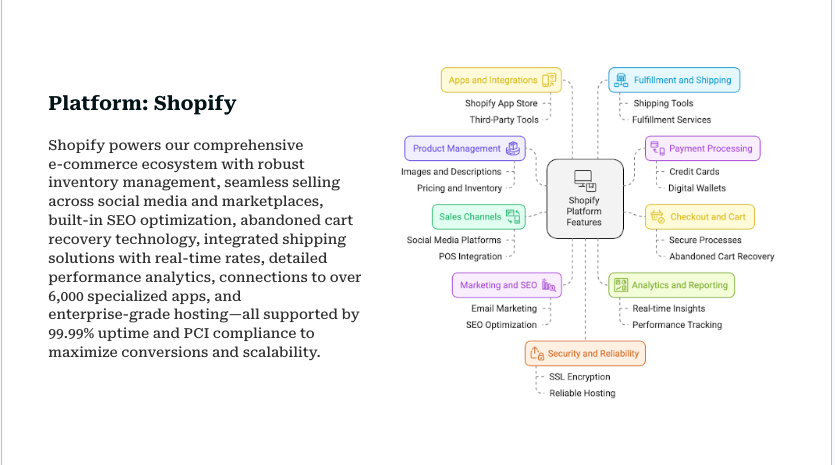 Platform: Shopify
Shopify powers our comprehensive
e-commerce ecosystem with robust
inventory management, seamless selling
across social media and marketplaces,
built-in SEO optimization, abandoned cart
recovery technology, integrated shipping
solutions with real-time rates, detailed
performance analytics, connections to over
6,000 specialized apps, and
enterprise-grade hosting—all supported by
99.99% uptime and PCI compliance to
maximize conversions and scalability.
Apps and Integrations
Shopify App Store
Third-Party Tools
Product Management
Images and Descriptions
Pricing and Inventory
Sales Channels
Social Media Platforms
POS Integration
Marketing and SEO
Email Marketing
SEO Optimization
Shopify
Platform
Features
Fulfillment and Shipping
Shipping Tools
Fulfillment Services
Payment Processing
Credit Cards
Digital Wallets
Checkout and Cart
Secure Processes
Abandoned Cart Recovery
Analytics and Reporting
Real-time Insights
Performance Tracking
Security and Reliability
SSL Encryption
Reliable Hosting